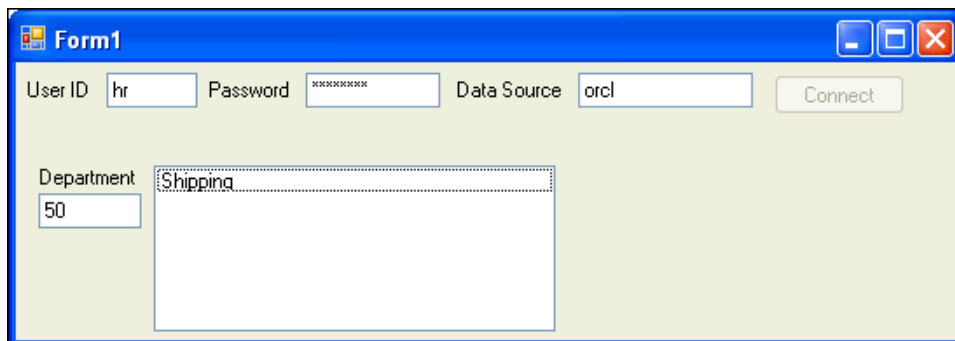 Form1
User ID hr Password ******** Data Source orcl Connect
Department Shipping
50